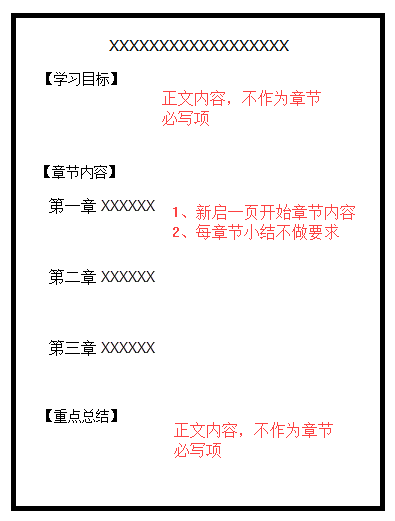 XXXXXXXXXXXXXXXXXX
【学习目标】
正文内容，不作为章节
必写项
【章节内容】
第一章 XXXXXX
1、新启一页开始章节内容
2、每章节小结不做要求
第二章 XXXXXX
第三章 XXXXXX
【重点总结】
正文内容，不作为章节
必写项